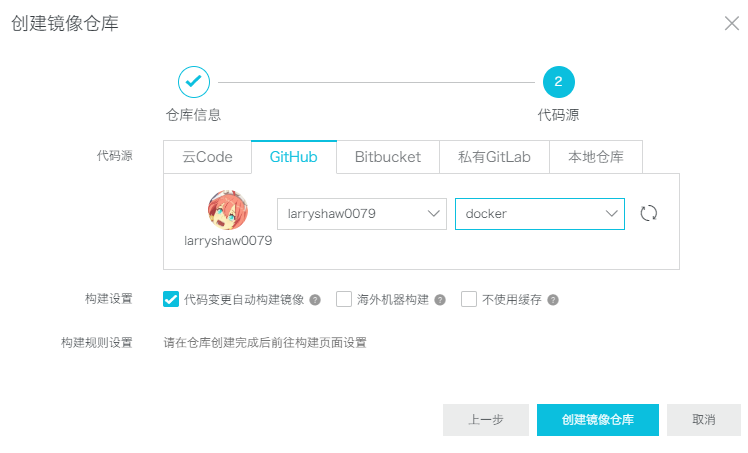 创建镜像仓库
2
仓库信息
代码源
代码源
云Code
GitHub
Bitbucket
私有GitLab
本地仓库
larryshaw0079
docker
larryshaw0079
构建设置
代码变更自动构建镜像 ?
海外机器构建 ?
不使用缓存 ?
构建规则设置
请在仓库创建完成后前往构建页面设置
上一步
创建镜像仓库
取消